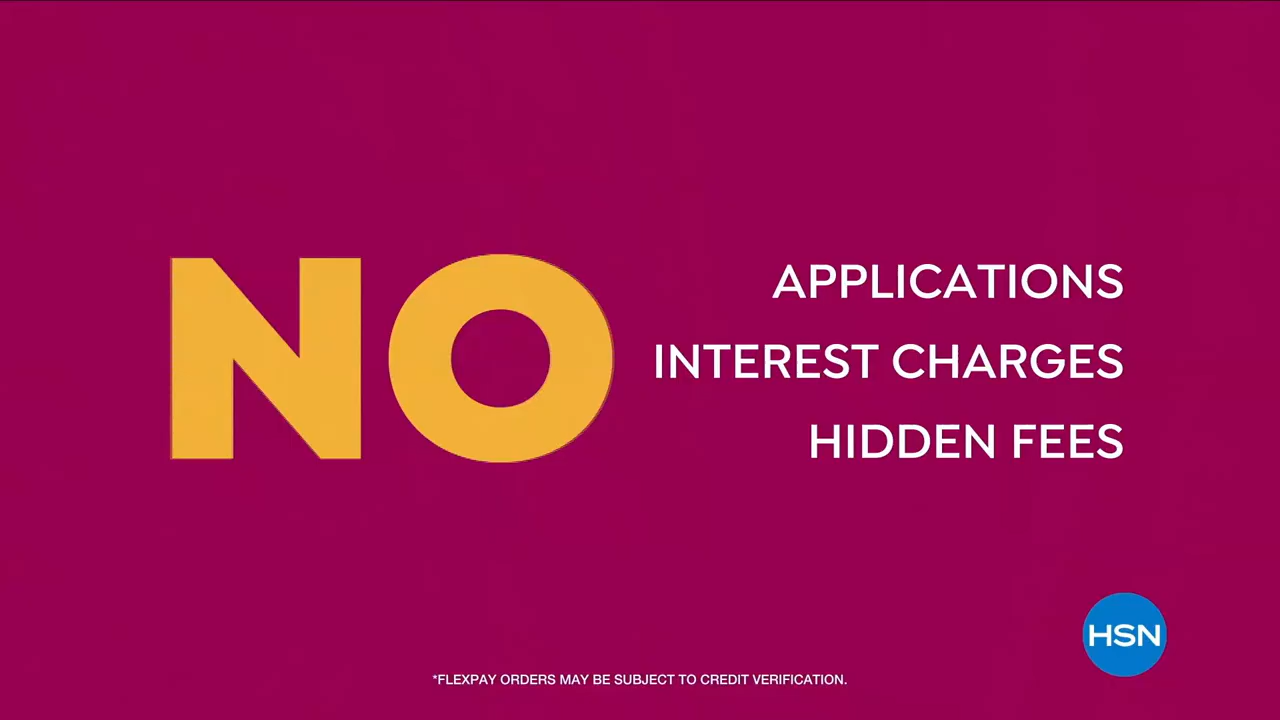 NO
APPLICATIONS
INTEREST CHARGES
HIDDEN FEES
HSN
*FLEXPAY ORDERS MAY BE SUBJECT TO CREDIT VERIFICATION.